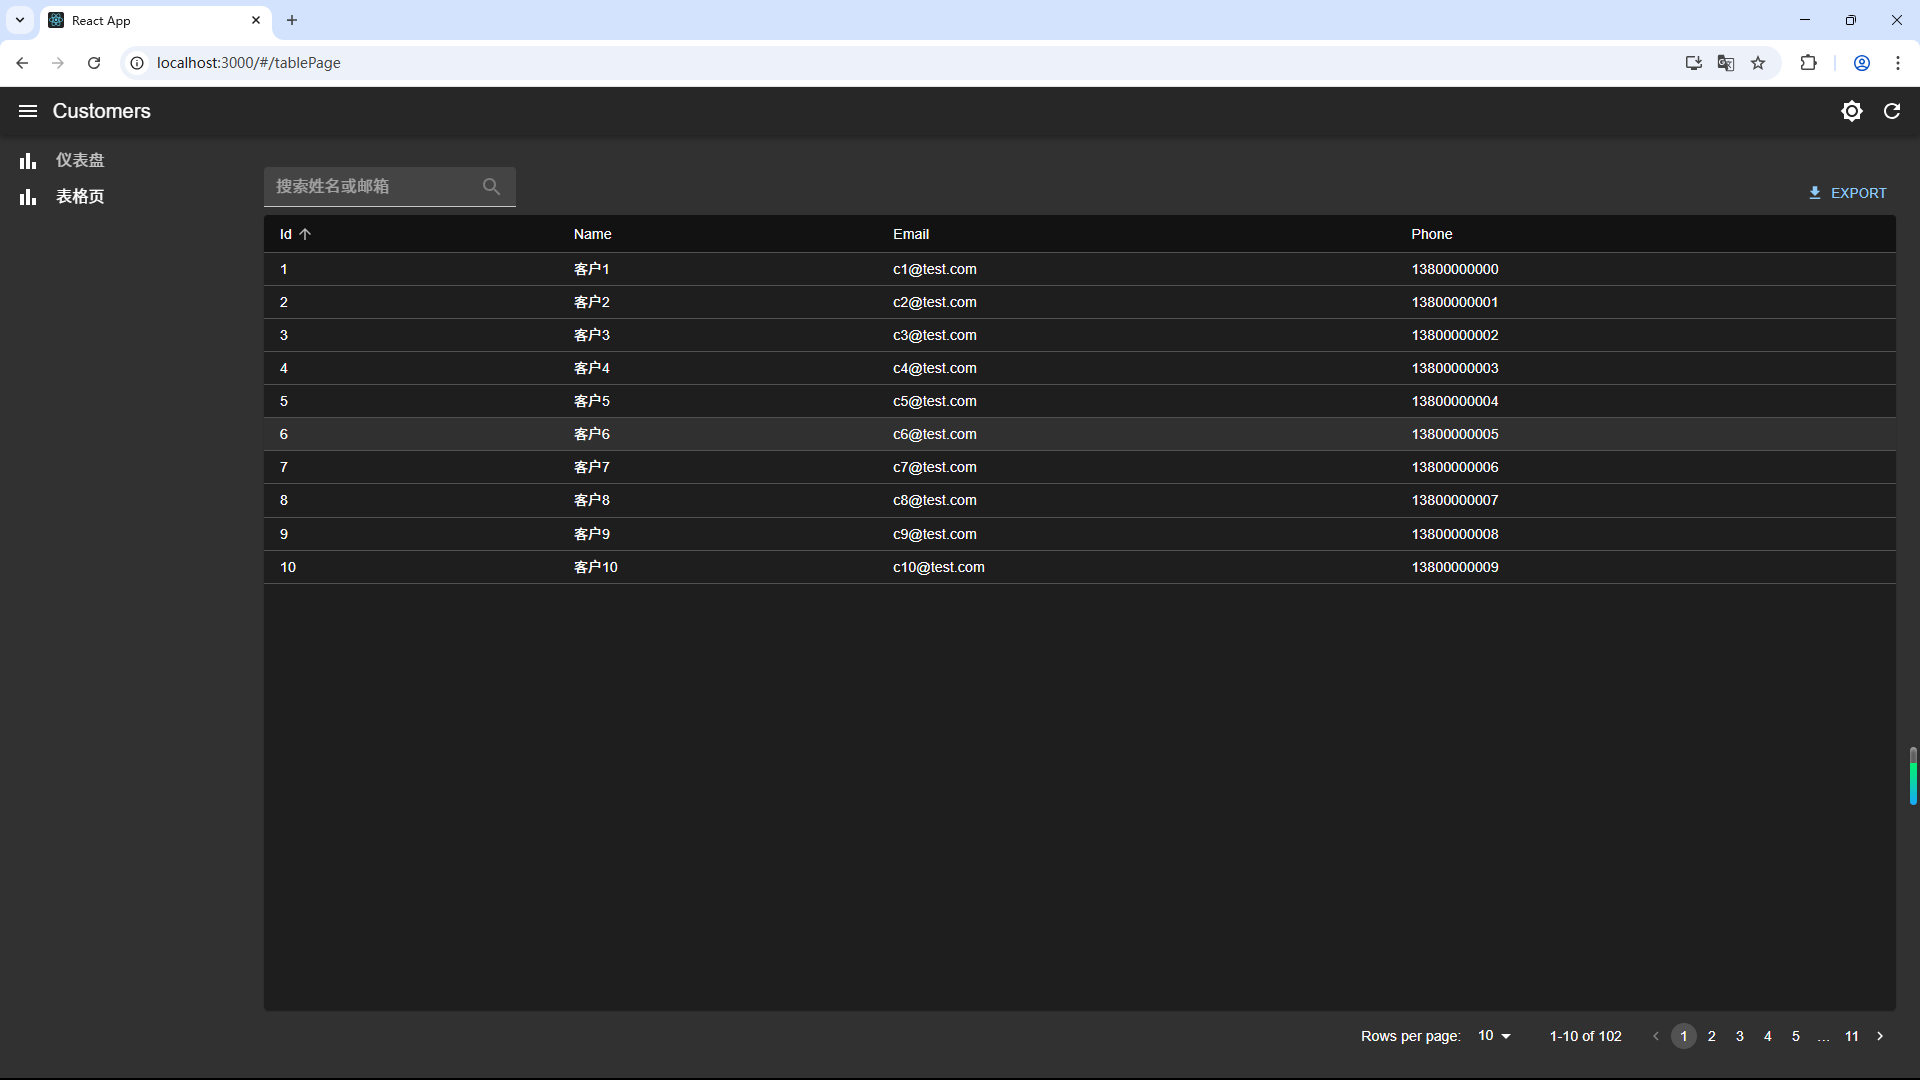 React App
localhost:3000/#/tablePage
Customers
仪表盘
表格页
搜索姓名或邮箱
EXPORT
Id Name Email Phone
1 客户1 c1@test.com 13800000000
2 客户2 c2@test.com 13800000001
3 客户3 c3@test.com 13800000002
4 客户4 c4@test.com 13800000003
5 客户5 c5@test.com 13800000004
6 客户6 c6@test.com 13800000005
7 客户7 c7@test.com 13800000006
8 客户8 c8@test.com 13800000007
9 客户9 c9@test.com 13800000008
10 客户10 c10@test.com 13800000009
Rows per page: 10 1-10 of 102 1 2 3 4 5 ... 11